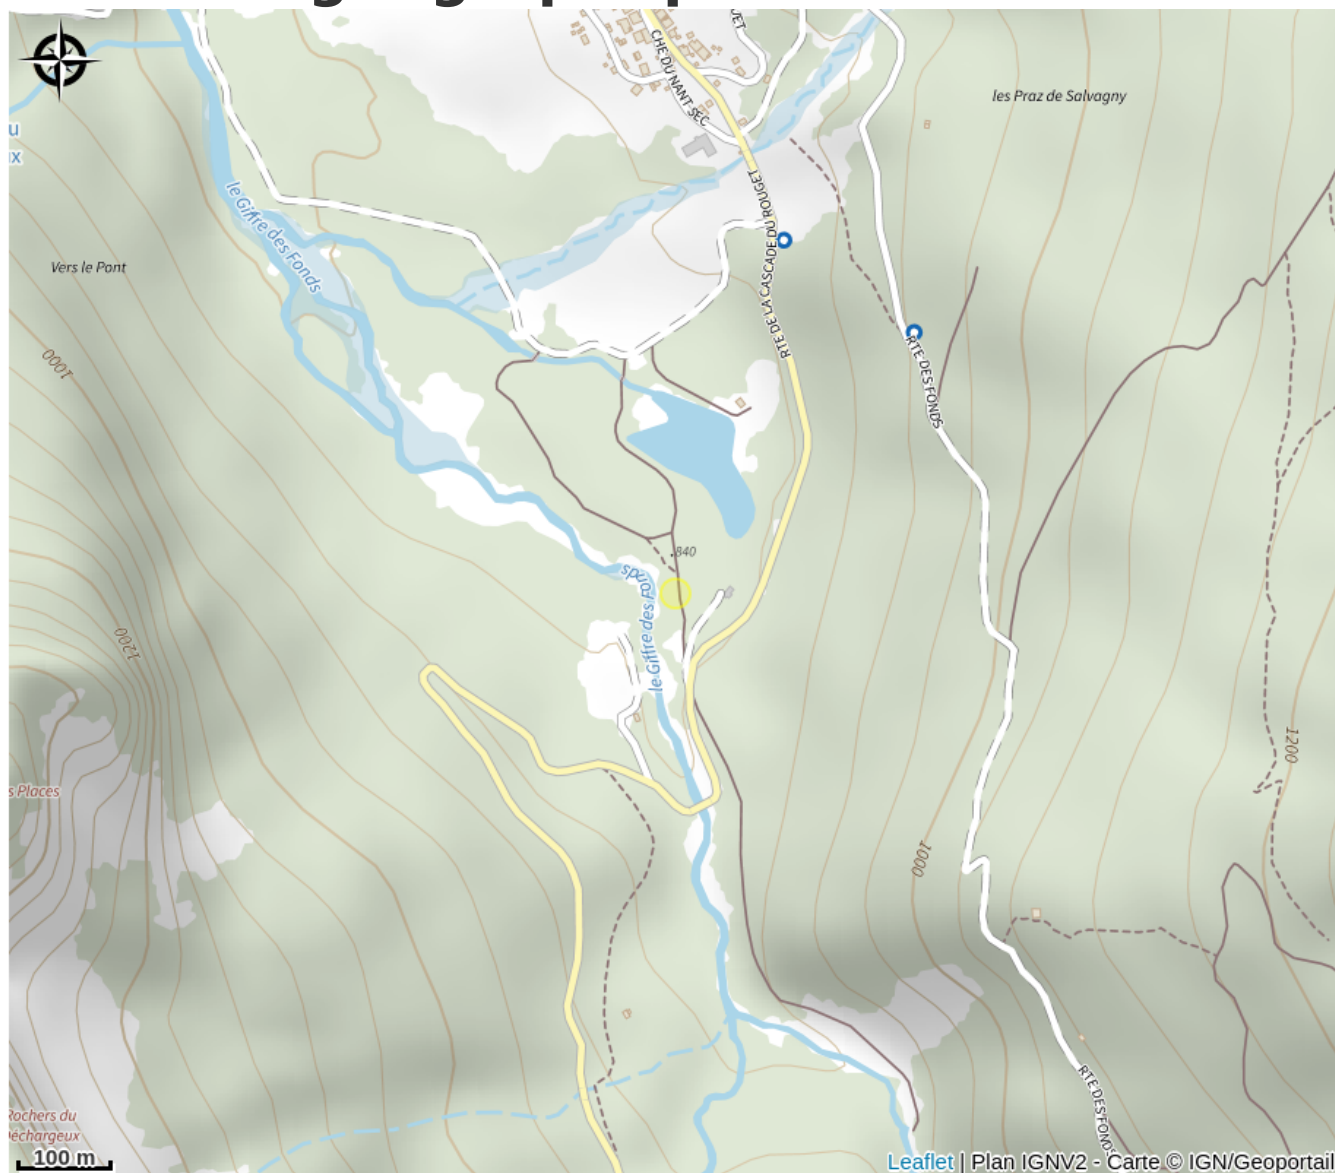 CHE DU NANT SEC
UET
les Praz de Salvagny
u
x
le Giffre des Fonds
RTE DE LA CASCADE DU ROUGET
Vers le Pont
1000
RTE DES FONDS
.840
le Giffre des Fonds
1200
1200
s Places
1000
RTE DES FONDS
Rochers du
Déchargeux
100 m
Leaflet | Plan IGNV2 - Carte © IGN/Geoportail